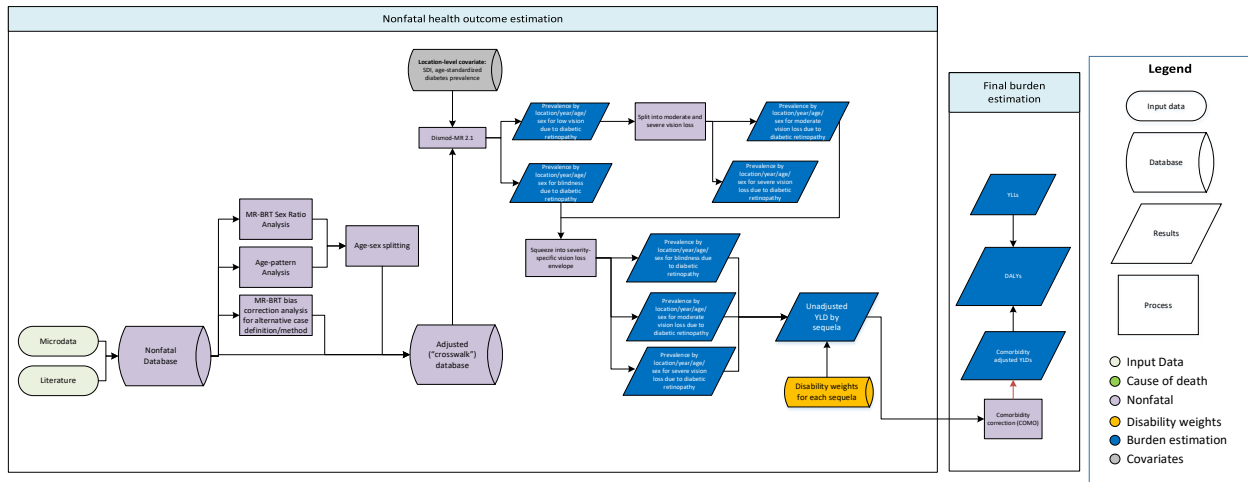 Nonfatal health outcome estimation
Location-level covariate:
SDI, age-standardized
diabetes prevalence
Dismod-MR 2.1
Prevalence by
location/year/age/
sex for low vision
due to diabetic
retinopathy
Split into moderate and
severe vision loss
Prevalence by
location/year/age/
sex for moderate
vision loss due to
diabetic retinopathy
Prevalence by
location/year/age/
sex for blindness
due to diabetic
retinopathy
Prevalence by
location/year/age/
sex for severe vision
loss due to diabetic
retinopathy
MR-BRT Sex Ratio
Analysis
Age-pattern
Analysis
MR-BRT bias
correction analysis
for alternative case
definition/method
Age-sex splitting
Microdata
Literature
Nonfatal
Database
Adjusted
(“crosswalk”)
database
Squeeze into severity-
specific vision loss
envelope
Prevalence by
location/year/age/
sex for blindness due
to diabetic
retinopathy
Prevalence by
location/year/age/
sex for moderate
vision loss due to
diabetic retinopathy
Prevalence by
location/year/age/
sex for severe vision
loss due to diabetic
retinopathy
Unadjusted
YLD by
sequela
Disability weights
for each sequela
Final burden
estimation
YLLs
DALYs
Comorbidity
adjusted YLDs
Comorbidity
correction (COMO)
Legend
Input data
Database
Results
Process
Input Data
Cause of death
Nonfatal
Disability weights
Burden estimation
Covariates